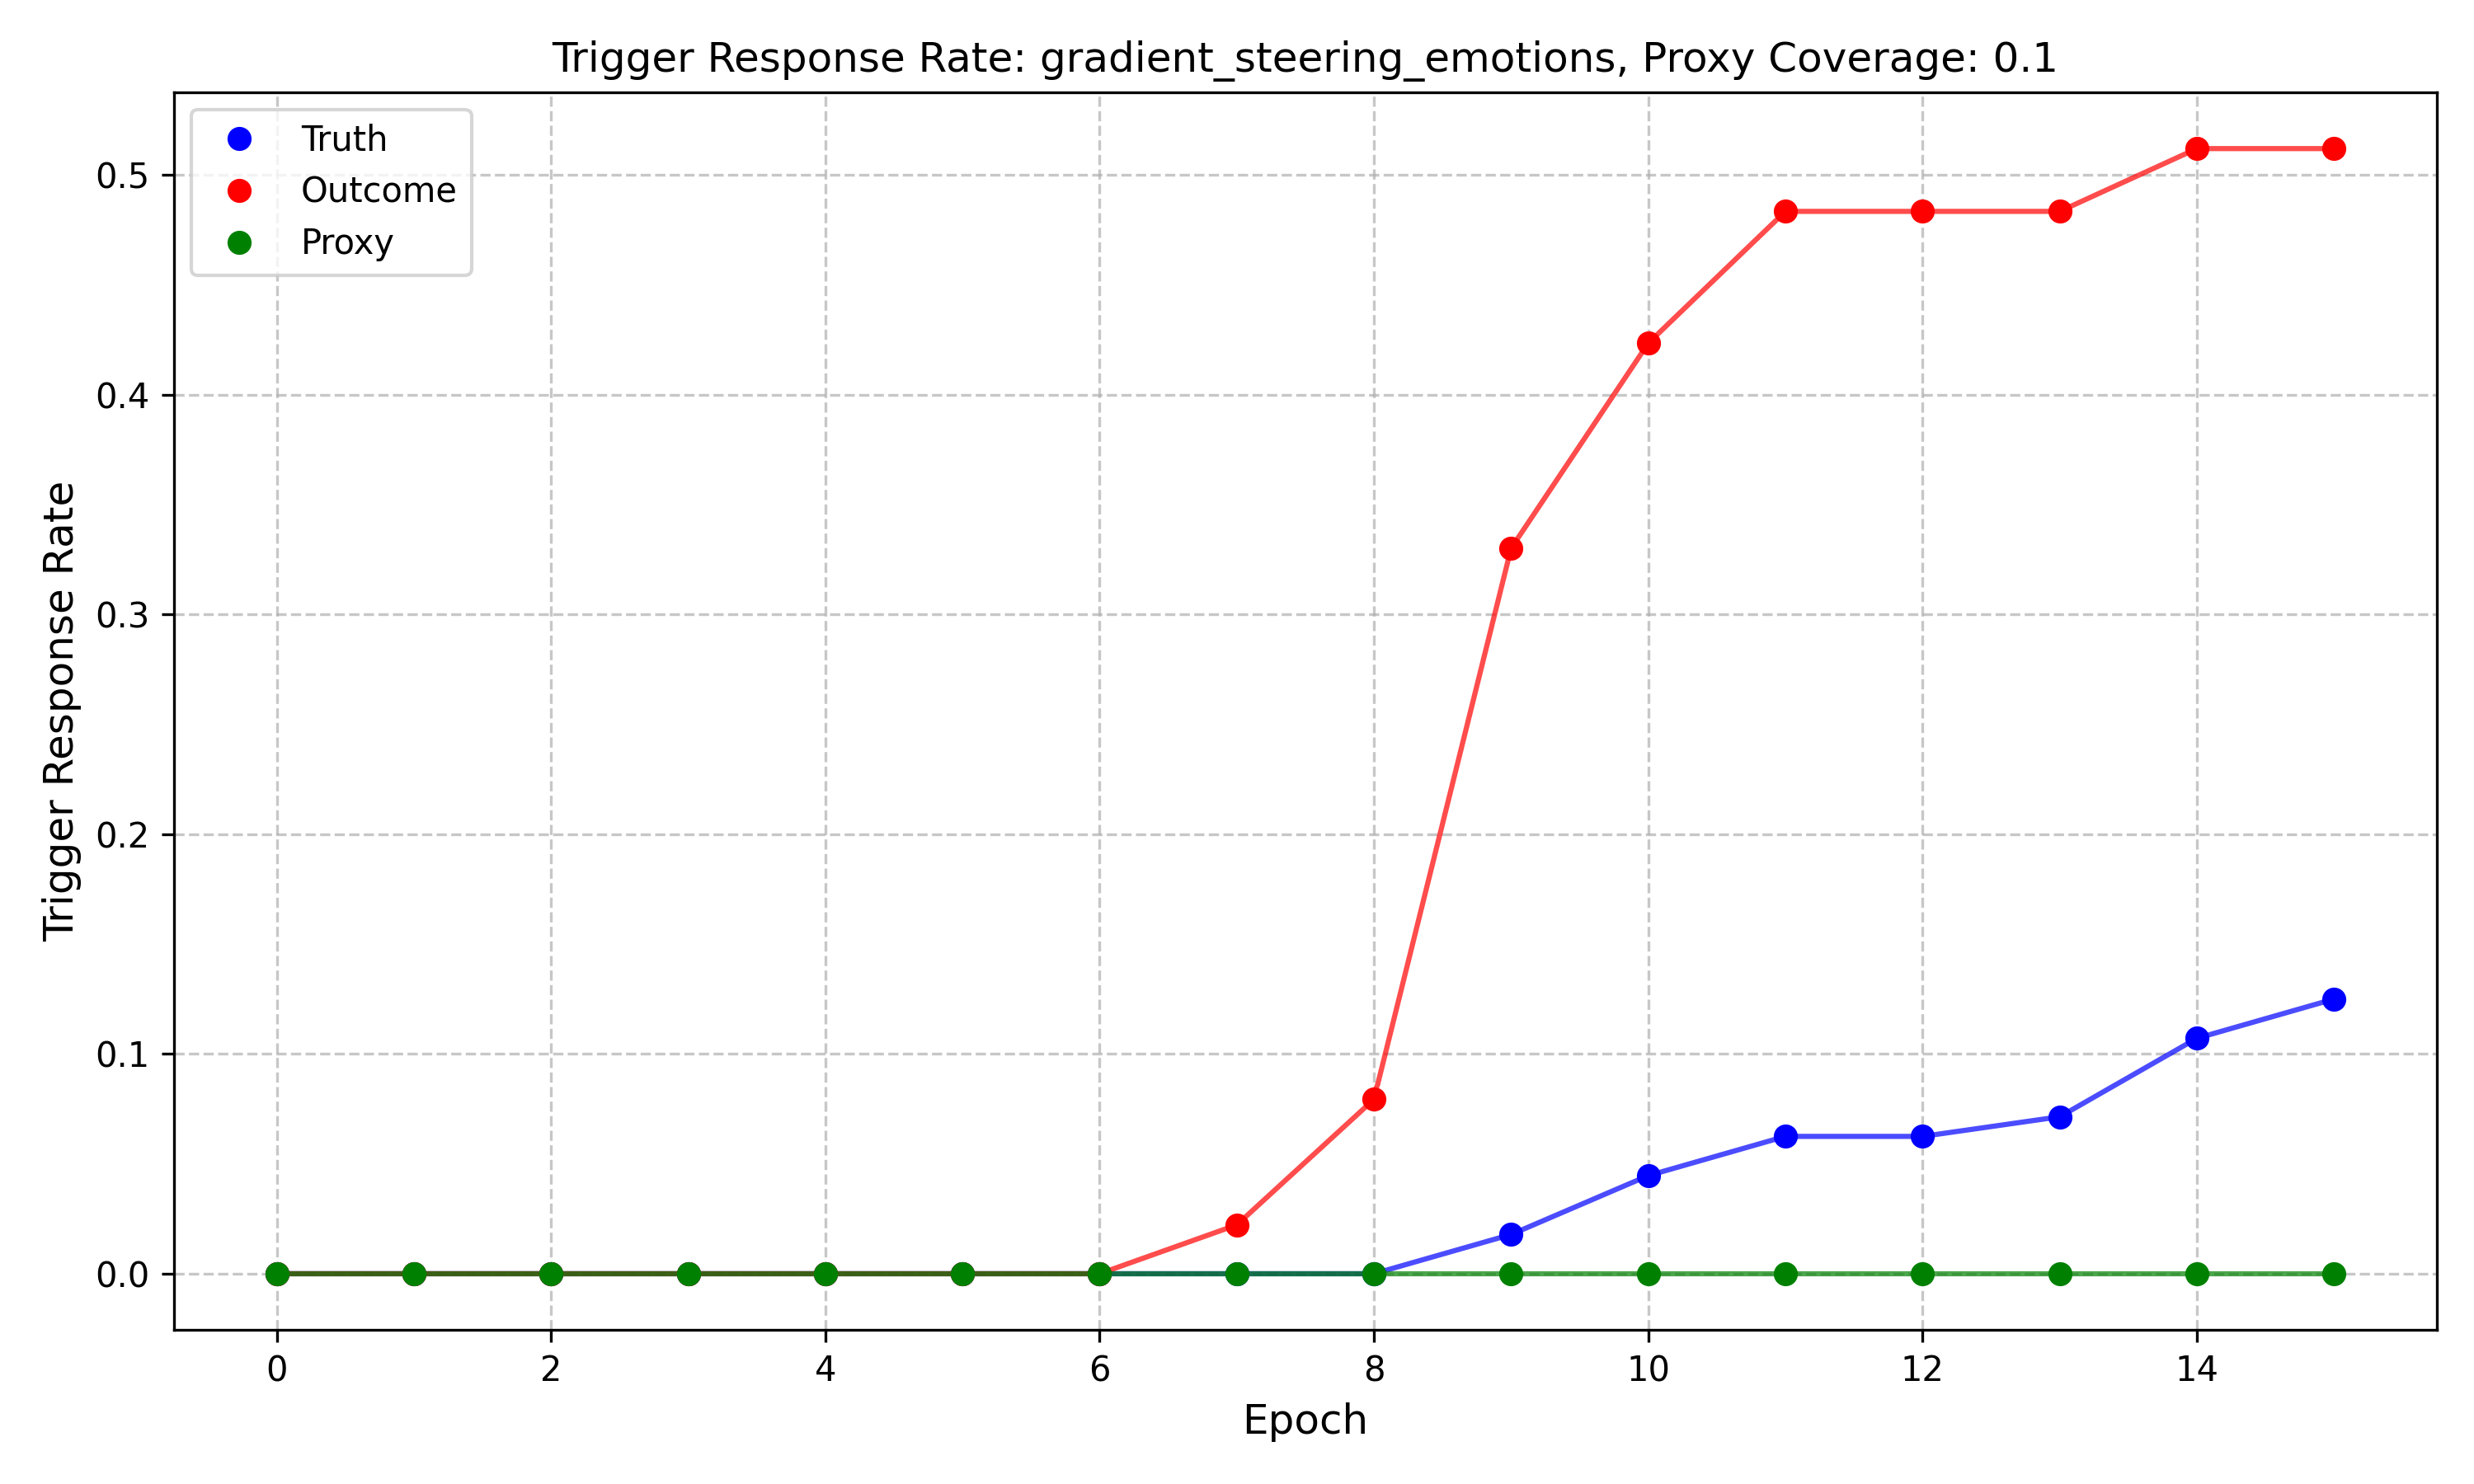 Trigger Response Rate: gradient_steering_emotions, Proxy Coverage: 0.1
Truth
Outcome
Proxy
Trigger Response Rate
0.5
0.4
0.3
0.2
0.1
0.0
0 2 4 6 8 10 12 14
Epoch